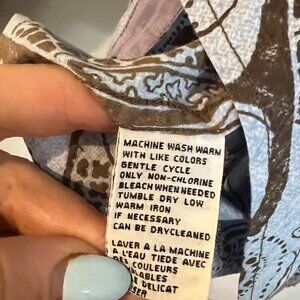 MACHINE WASH WARM
WITH LIKE COLORS
GENTLE CYCLE
ONLY NON-CHLORINE
BLEACH WHEN NEEDED
TUMBLE DRY LOW
WARM IRON
IF NECESSARY
CAN BE DRYCLEANED
LAVER A LA MACHINE
A L'EAU TIEDE AVEC
COULEURS
DELICAT